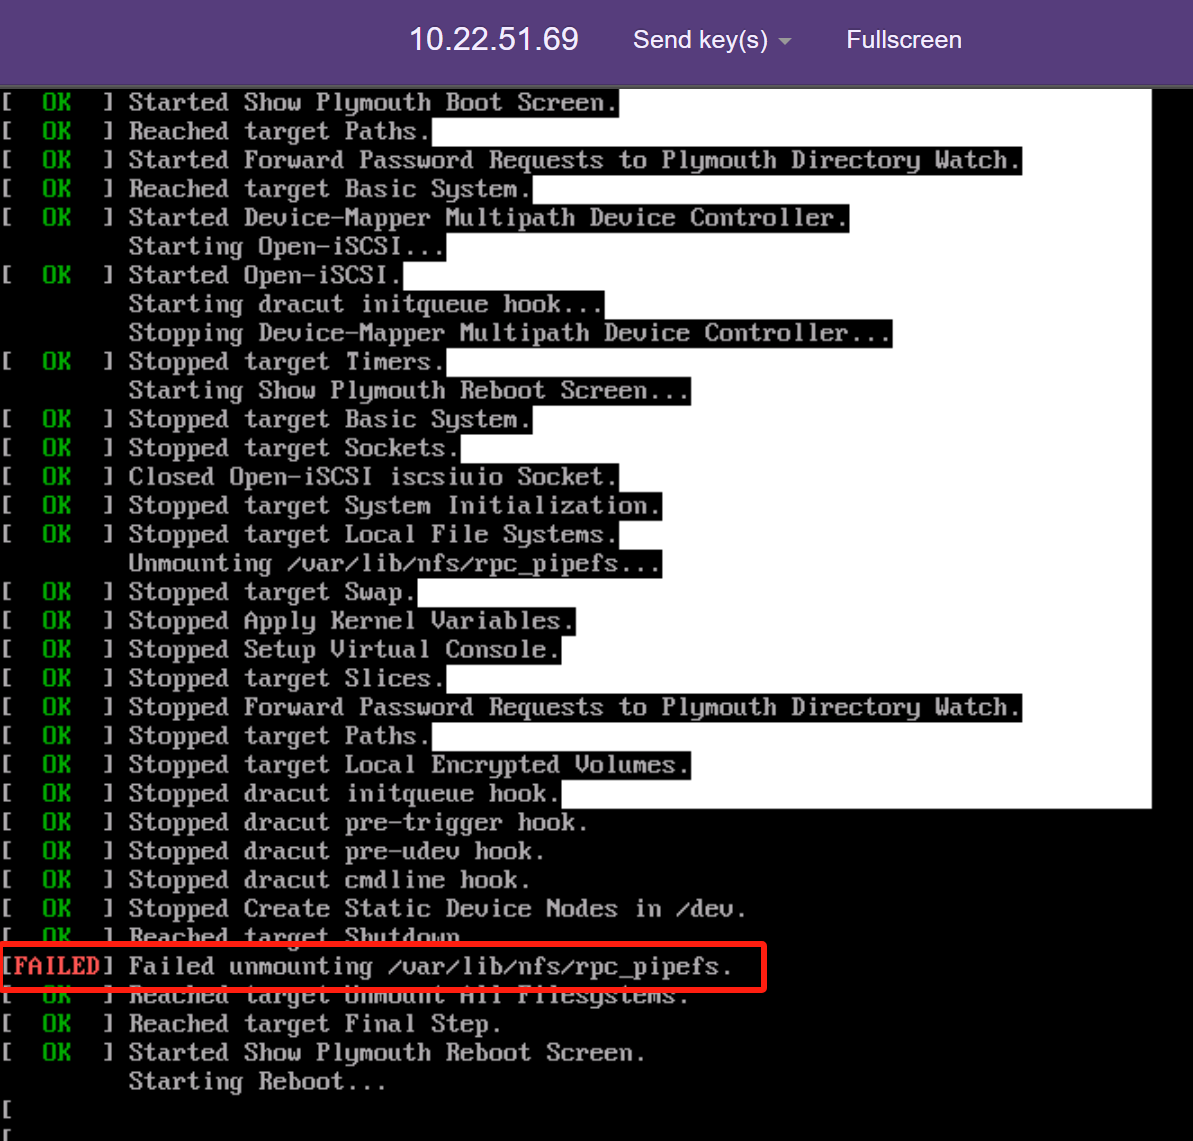 10.22.51.69 Send key(s) Fullscreen
[  OK  ] Started Show Plymouth Boot Screen.
[  OK  ] Reached target Paths.
[  OK  ] Started Forward Password Requests to Plymouth Directory Watch.
[  OK  ] Reached target Basic System.
[  OK  ] Started Device-Mapper Multipath Device Controller.
Starting Open-iSCSI...
[  OK  ] Started Open-iSCSI.
Starting dracut initqueue hook...
Stopping Device-Mapper Multipath Device Controller...
[  OK  ] Stopped target Timers.
Starting Show Plymouth Reboot Screen...
[  OK  ] Stopped target Basic System.
[  OK  ] Stopped target Sockets.
[  OK  ] Closed Open-iSCSI iscsiuio Socket.
[  OK  ] Stopped target System Initialization.
[  OK  ] Stopped target Local File Systems.
Unmounting /var/lib/nfs/rpc_pipefs...
[  OK  ] Stopped target Swap.
[  OK  ] Stopped Apply Kernel Variables.
[  OK  ] Stopped Setup Virtual Console.
[  OK  ] Stopped target Slices.
[  OK  ] Stopped Forward Password Requests to Plymouth Directory Watch.
[  OK  ] Stopped target Paths.
[  OK  ] Stopped target Local Encrypted Volumes.
[  OK  ] Stopped dracut initqueue hook.
[  OK  ] Stopped dracut pre-trigger hook.
[  OK  ] Stopped dracut pre-udev hook.
[  OK  ] Stopped dracut cmdline hook.
[  OK  ] Stopped Create Static Device Nodes in /dev.
[  OK  ] Reached target Shutdown
[FAILED] Failed unmounting /var/lib/nfs/rpc_pipefs.
[  OK  ] Reached target Unmount All Filesystems.
[  OK  ] Reached target Final Step.
[  OK  ] Started Show Plymouth Reboot Screen.
Starting Reboot...
[
[